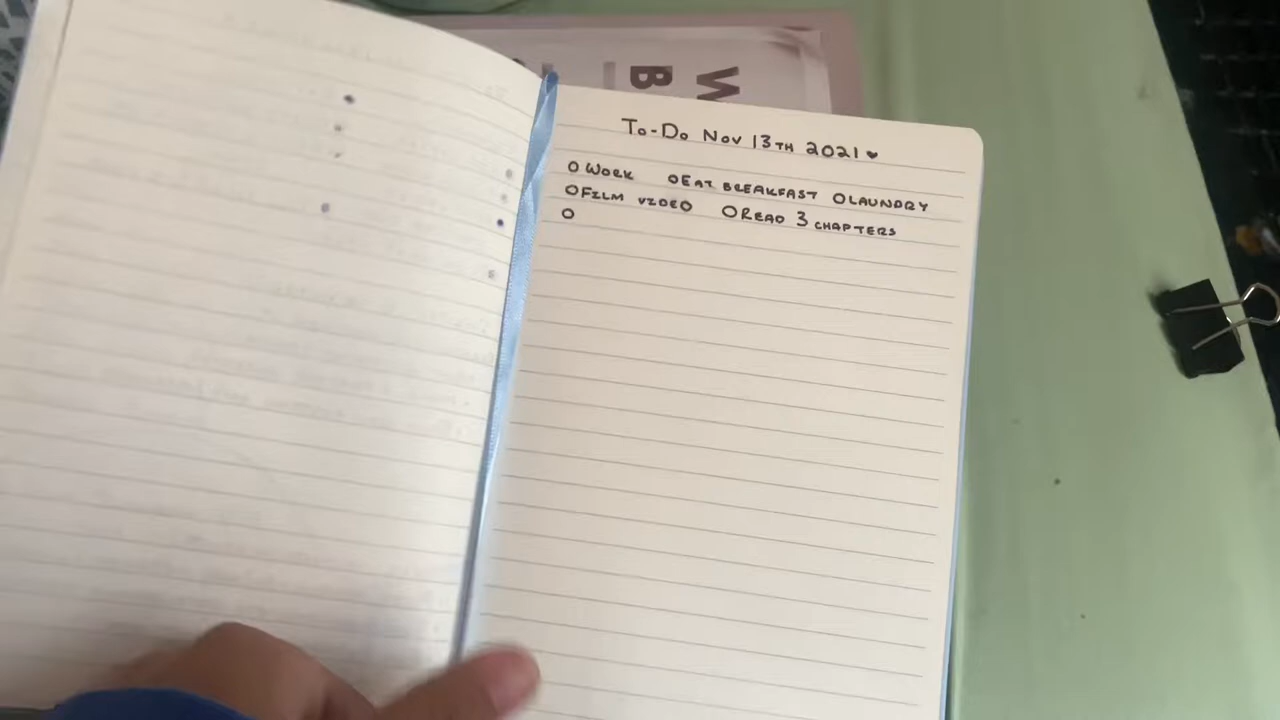 W
B
To-Do Nov 13TH 2021 ♥
O WORK O EAT BREAKFAST O LAUNDRY
O FILM VIDEO O READ 3 CHAPTERS
O